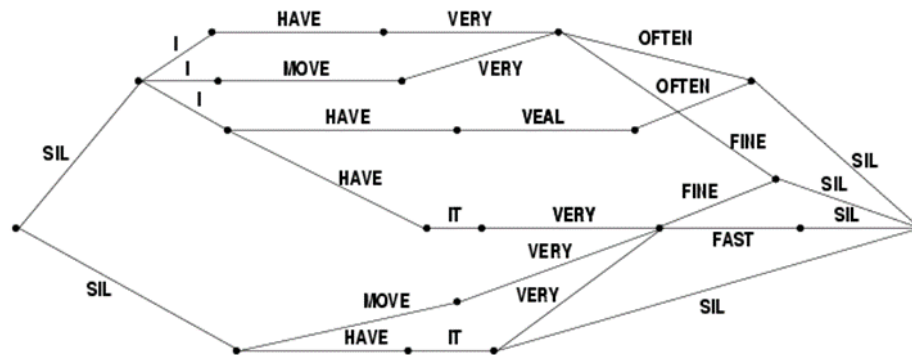 HAVE VERY
I OFTEN
I MOVE VERY
I OFTEN
HAVE VEAL
SIL FINE SIL
HAVE FINE SIL
IT VERY SIL
FAST
VERY
SIL VERY
MOVE SIL
HAVE IT